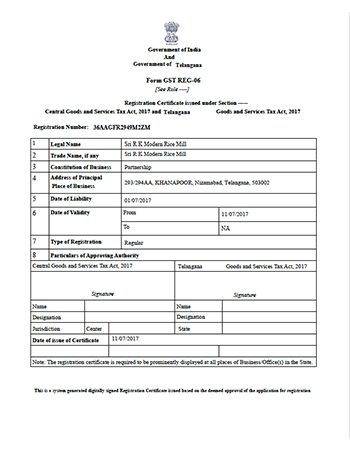 Government of India
And
Government of Telangana
Form GST REG-06
[See Rule ----]
Registration Certificate issued under Section -----
Central Goods and Services Tax Act, 2017 and Telangana Goods and Services Tax Act, 2017
Registration Number: 36AAGFR2949M2ZM
1 Legal Name Sri R K Modern Rice Mill
2 Trade Name, if any Sri R K Modern Rice Mill
3 Constitution of Business Partnership
4 Address of Principal Place of Business 293/294AA, KHANAPOOR, Nizamabad, Telangana, 503002
5 Date of Liability 01/07/2017
6 Date of Validity From 11/07/2017
To NA
7 Type of Registration Regular
8 Particulars of Approving Authority
Central Goods and Services Tax Act, 2017 Telangana Goods and Services Tax Act, 2017
Signature Signature
Name Name
Designation Designation
Jurisdiction Center State
Date of issue of Certificate 11/07/2017
Note: The registration certificate is required to be prominently displayed at all places of Business/Office(s) in the State.
This is a system generated digitally signed Registration Certificate issued based on the deemed approval of the application for registration